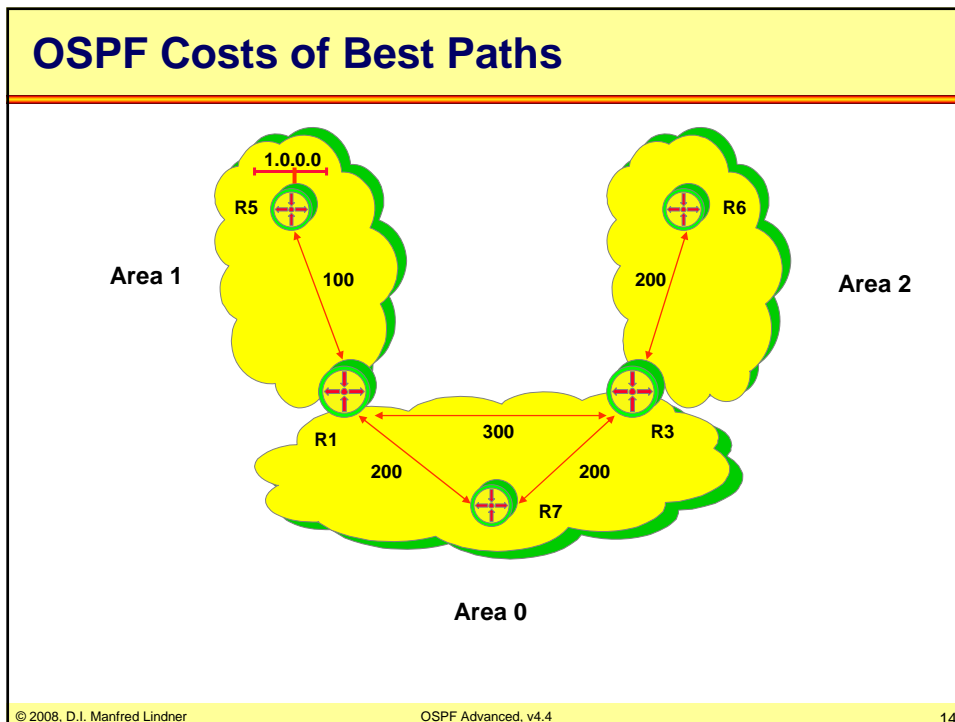 OSPF Costs of Best Paths
1.0.0.0
R5
R6
Area 1
100
200
Area 2
R1
300
R3
200
200
R7
Area 0
© 2008, D.I. Manfred Lindner
OSPF Advanced, v4.4
14